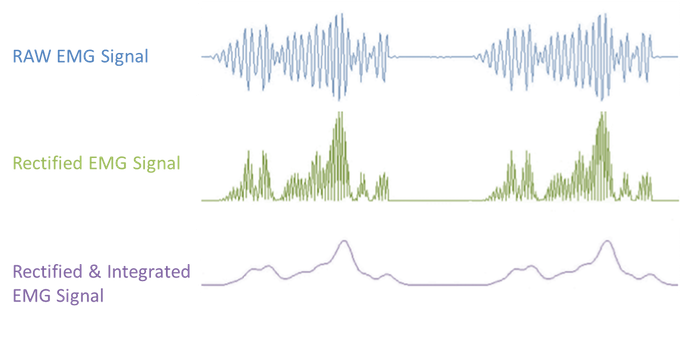 RAW EMG Signal
Rectified EMG Signal
Rectified & Integrated
EMG Signal